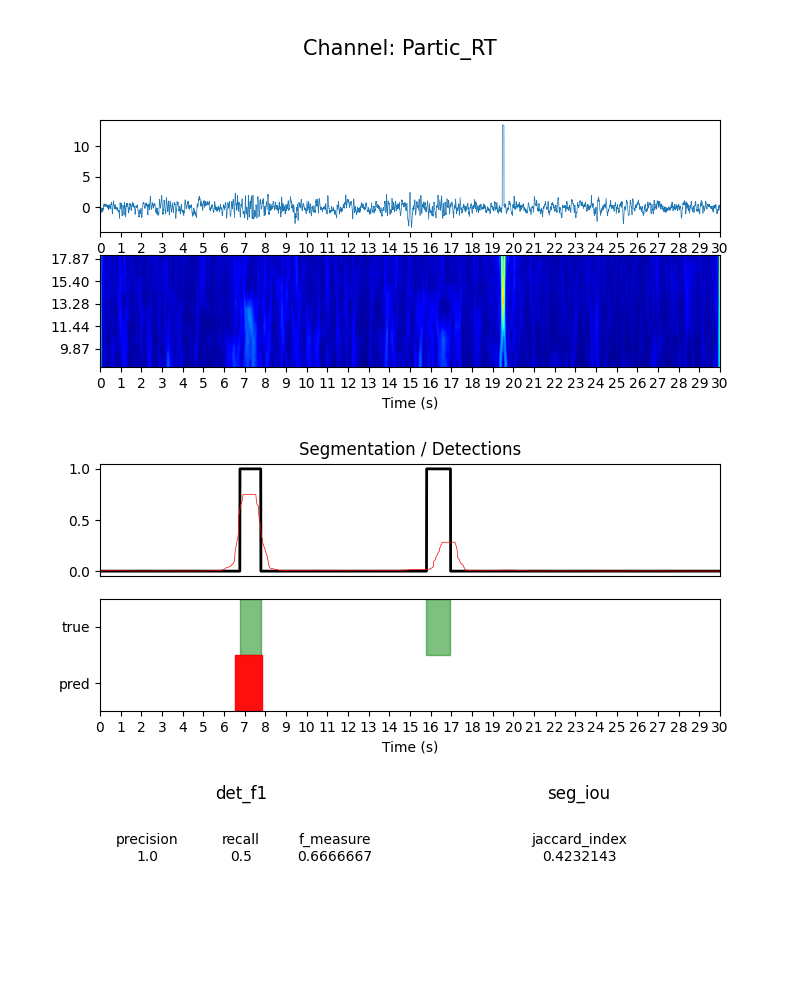 Channel: Partic_RT
10
5
0
0 1 2 3 4 5 6 7 8 9 10 11 12 13 14 15 16 17 18 19 20 21 22 23 24 25 26 27 28 29 30
17.87
15.40
13.28
11.44
9.87
0 1 2 3 4 5 6 7 8 9 10 11 12 13 14 15 16 17 18 19 20 21 22 23 24 25 26 27 28 29 30
Time (s)
Segmentation / Detections
1.0
0.5
0.0
true
pred
0 1 2 3 4 5 6 7 8 9 10 11 12 13 14 15 16 17 18 19 20 21 22 23 24 25 26 27 28 29 30
Time (s)
det_f1 seg_iou
precision recall f_measure jaccard_index
1.0 0.5 0.6666667 0.4232143